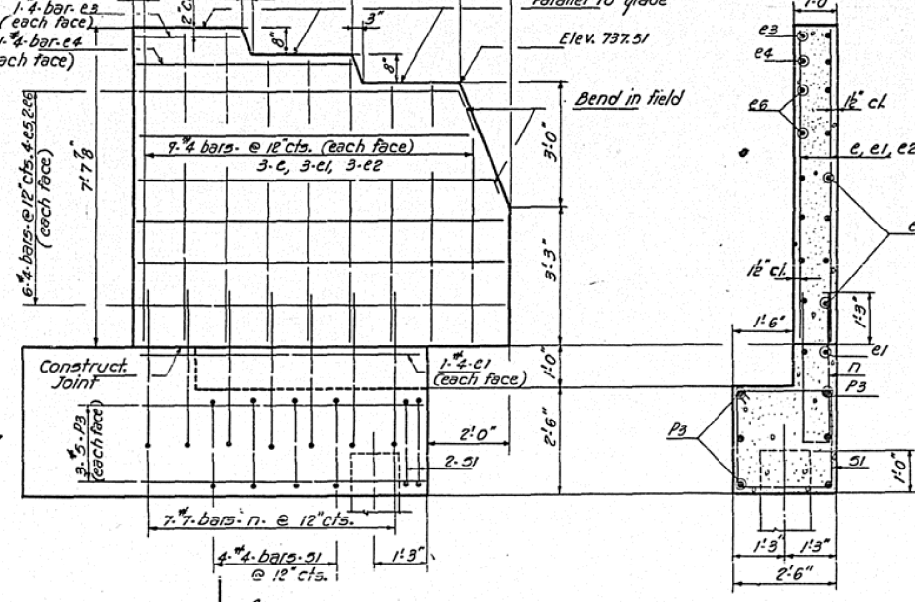 1·4·bar·e3
(each face)
#4·bar·e4
each face)
Parallel to grade
1'·0"
3"
8"
8"
Elev. 737.51
Bend in field
e3
e4
e6
1½" cl.
e, e1, e2
9·#4 bars· @ 12"cts. (each face)
3·e, 3·e1, 3·e2
6·#4·bars·@ 12"cts. 4·e5, 2·e6
(each face)
7'·7⅞"
3'·0"
3'·3"
1½" cl.
1'·3"
1'·6"
Construct.
Joint
1·#4·e1
(each face)
1'·0"
e1
n
P3
P3
3·#5·P3
(each face)
2'·0"
2'·6"
2·S1
S1
1'·0"
7·#7·bars·n· @ 12"cts.
4·#4·bars·S1
@ 12"cts.
1'·3"
1'·3"
1'·3"
2'·6"